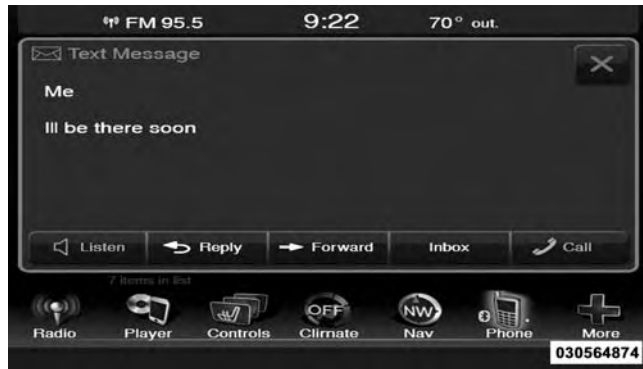 FM 95.5 9:22 70° out.
Text Message
Me
Ill be there soon
Listen Reply Forward Inbox Call
7 items in list
OFF NW
Radio Player Controls Climate Nav Phone More
030564874